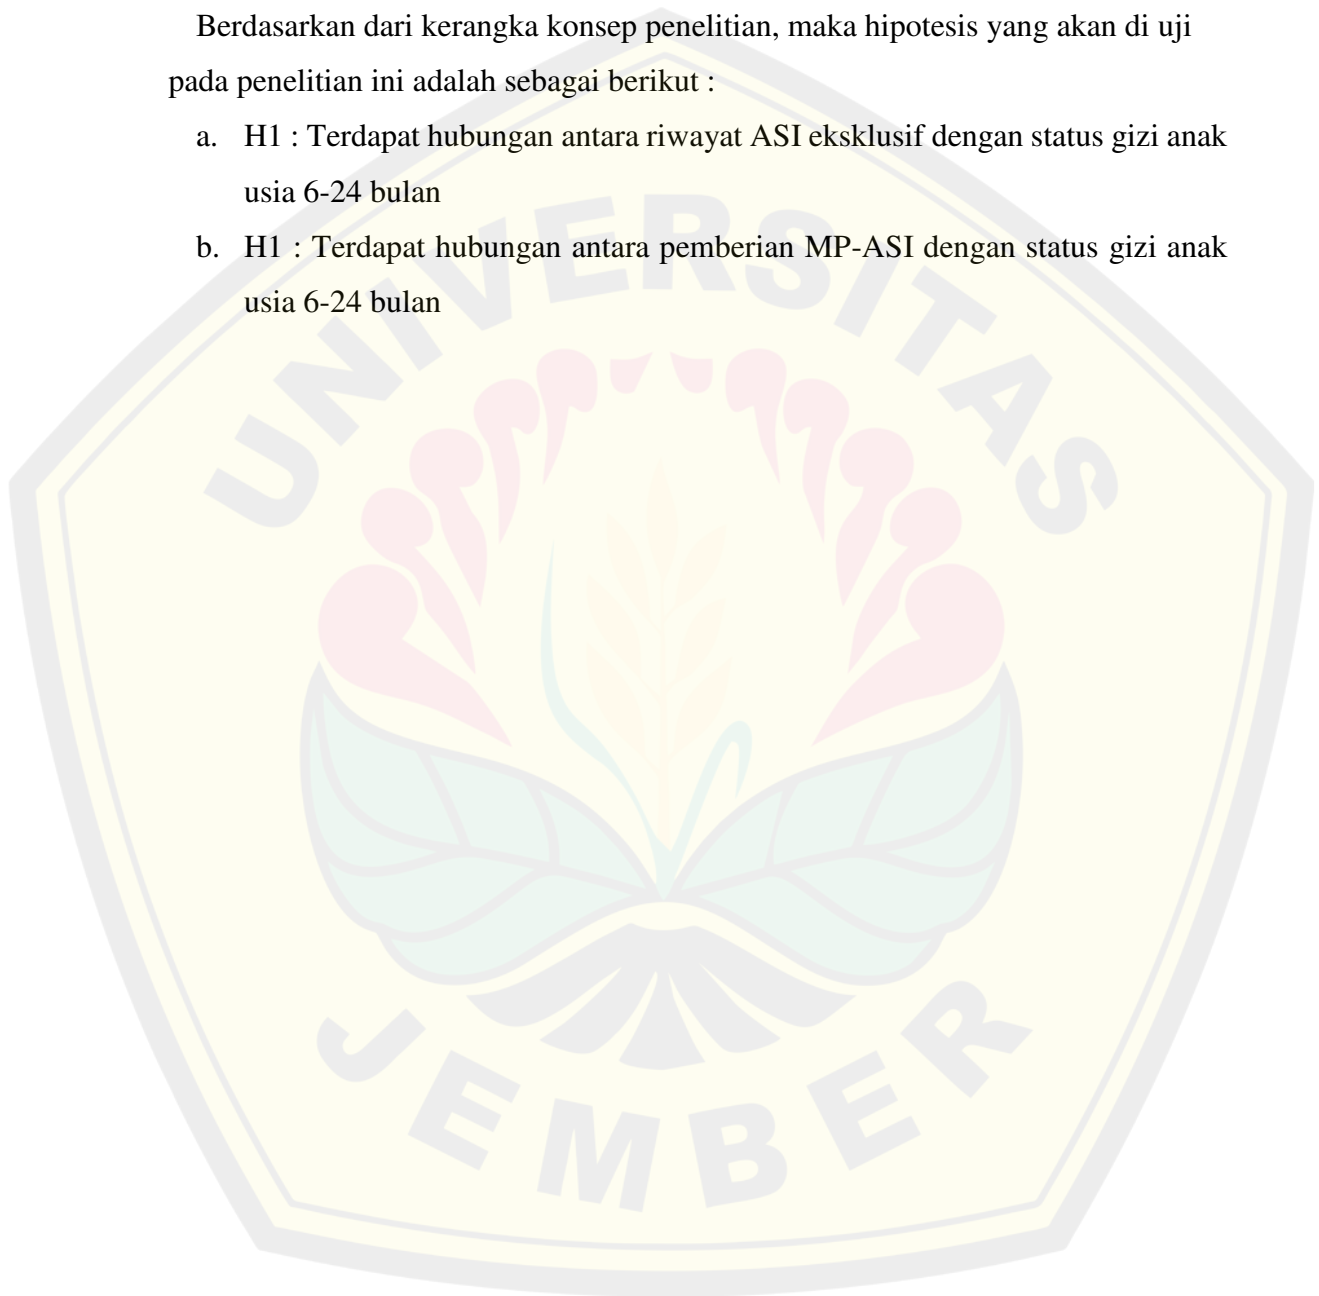 Berdasarkan dari kerangka konsep penelitian, maka hipotesis yang akan di uji
pada penelitian ini adalah sebagai berikut :
a. H1 : Terdapat hubungan antara riwayat ASI eksklusif dengan status gizi anak
usia 6-24 bulan
b. H1 : Terdapat hubungan antara pemberian MP-ASI dengan status gizi anak
usia 6-24 bulan
UNIVERSITAS
JEMBER